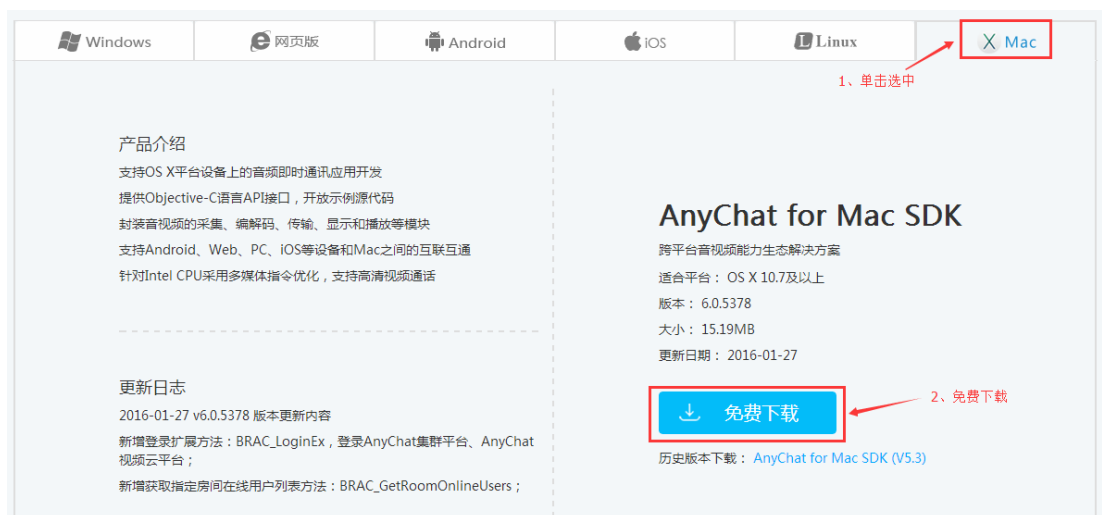 Windows
网页版
Android
iOS
Linux
Mac
1、单击选中
产品介绍
支持OS X平台设备上的音频即时通讯应用开发
提供Objective-C语言API接口，开放示例源代码
封装音视频的采集、编解码、传输、显示和播放等模块
支持Android、Web、PC、iOS等设备和Mac之间的互联互通
针对Intel CPU采用多媒体指令优化，支持高清视频通话
更新日志
2016-01-27 v6.0.5378 版本更新内容
新增登录扩展方法：BRAC_LoginEx，登录AnyChat集群平台、AnyChat
视频云平台；
新增获取指定房间在线用户列表方法：BRAC_GetRoomOnlineUsers；
AnyChat for Mac SDK
跨平台音视频能力生态解决方案
适合平台： OS X 10.7及以上
版本： 6.0.5378
大小： 15.19MB
更新日期： 2016-01-27
免费下载
2、免费下载
历史版本下载： AnyChat for Mac SDK (V5.3)